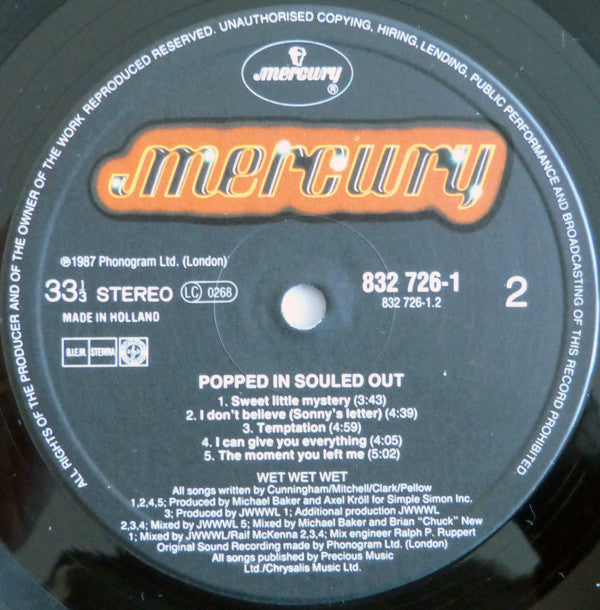 ALL RIGHTS OF THE PRODUCER AND OF THE OWNER OF THE WORK REPRODUCED RESERVED. UNAUTHORISED COPYING, HIRING, LENDING, PUBLIC PERFORMANCE AND BROADCASTING OF THIS RECORD PROHIBITED
mercury
®
mercury
℗1987 Phonogram Ltd. (London)
33⅓ STEREO LC 0268
MADE IN HOLLAND
832 726-1
832 726-1.2
2
B.I.E.M. STEMRA
POPPED IN SOULED OUT
1. Sweet little mystery (3:43)
2. I don't believe (Sonny's letter) (4:39)
3. Temptation (4:59)
4. I can give you everything (4:05)
5. The moment you left me (5:02)
WET WET WET
All songs written by Cunningham/Mitchell/Clark/Pellow
1,2,4,5; Produced by Michael Baker and Axel Kröll for Simple Simon Inc.
3; Produced by JWWWL 1; Additional production JWWWL
2,3,4; Mixed by JWWWL 5; Mixed by Michael Baker and Brian "Chuck" New
1; Mixed by JWWWL/Ralf McKenna 2,3,4; Mix engineer Ralph P. Ruppert
Original Sound Recording made by Phonogram Ltd. (London)
All songs published by Precious Music
Ltd./Chrysalis Music Ltd.